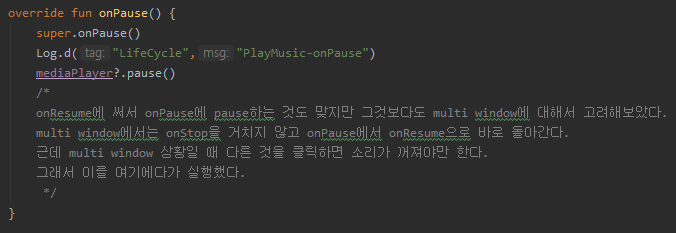 override fun onPause() {
super.onPause()
Log.d( tag: "LifeCycle", msg: "PlayMusic-onPause")
mediaPlayer?.pause()
/*
onResume에 써서 onPause에 pause하는 것도 맞지만 그것보다도 multi window에 대해서 고려해보았다.
multi window에서는 onStop을 거치지 않고 onPause에서 onResume으로 바로 돌아간다.
근데 multi window 상황일 때 다른 것을 클릭하면 소리가 꺼져야만 한다.
그래서 이를 여기에다가 실행했다.
*/
}